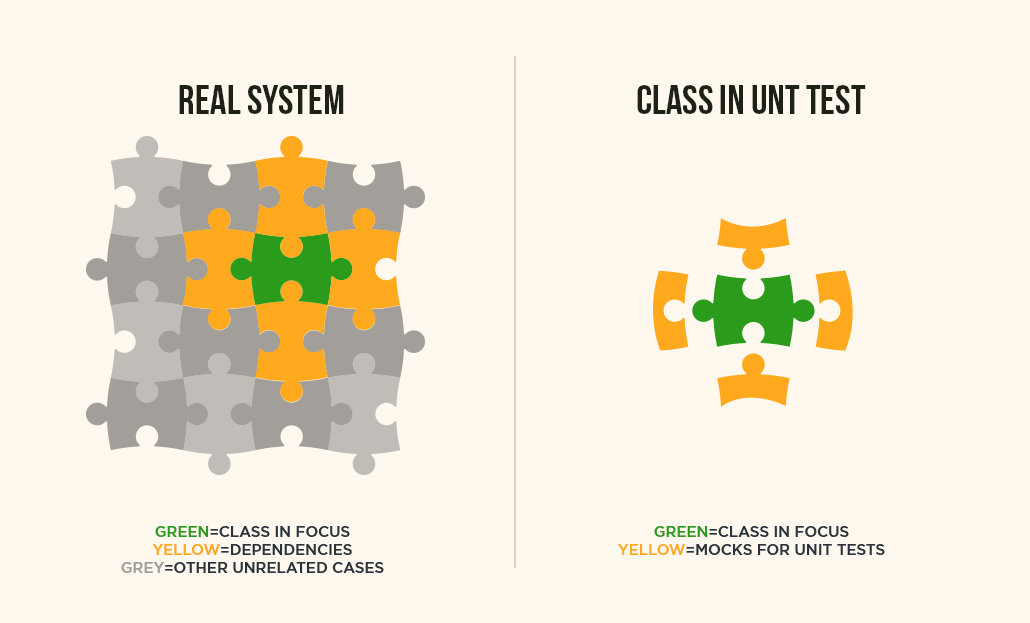 REAL SYSTEM
CLASS IN UNT TEST
GREEN=CLASS IN FOCUS
YELLOW=DEPENDENCIES
GREY=OTHER UNRELATED CASES
GREEN=CLASS IN FOCUS
YELLOW=MOCKS FOR UNIT TESTS